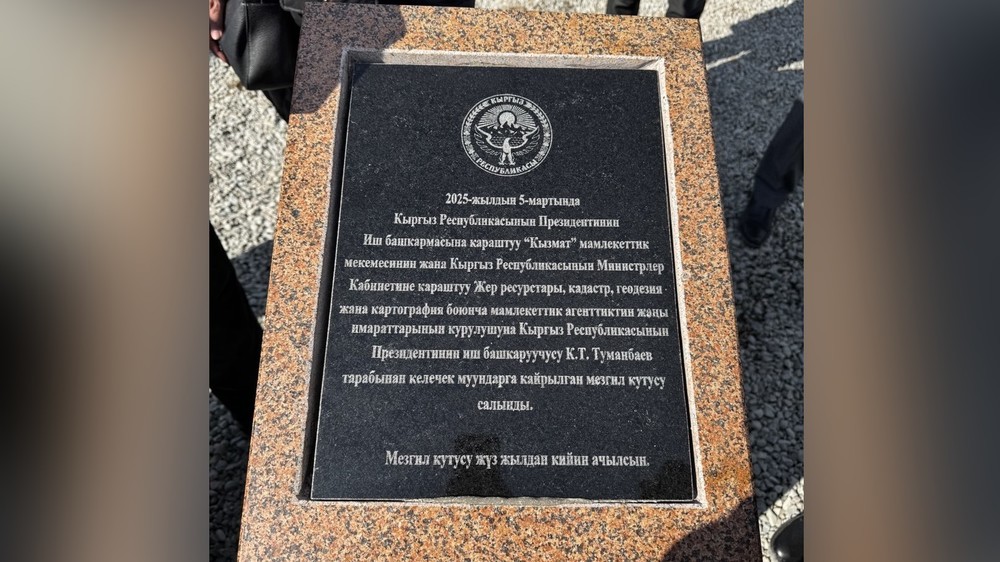 КЫРГЫЗ
РЕСПУБЛИКАСЫ
2025-жылдын 5-мартында
Кыргыз Республикасынын Президентинин
Иш башкармасына караштуу “Кызмат” мамлекеттик
мекемесинин жана Кыргыз Республикасынын Министрлер
Кабинетине караштуу Жер ресурстары, кадастр, геодезия
жана картография боюнча мамлекеттик агенттиктин жаңы
имараттарынын курулушуна Кыргыз Республикасынын
Президентинин иш башкаруучусу К.Т. Туманбаев
тарабынан келечек муундарга кайрылган мезгил кутусу
салынды.
Мезгил кутусу жүз жылдан кийин ачылсын.